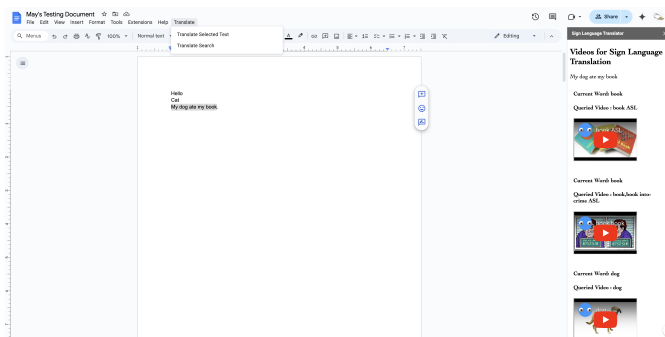 May's Testing Document
File Edit View Insert Format Tools Extensions Help Translate
Share
Menus
100%
Normal text
Editing
Translate Selected Text
Translate Search
Hello
Cat
My dog ate my book.
Sign Language Translator
Videos for Sign Language
Translation
My dog ate my book
Current Word: book
Queried Video : book ASL
book ASL
Current Word: book
Queried Video : book,book into-
crime ASL
Current Word: dog
Queried Video : dog